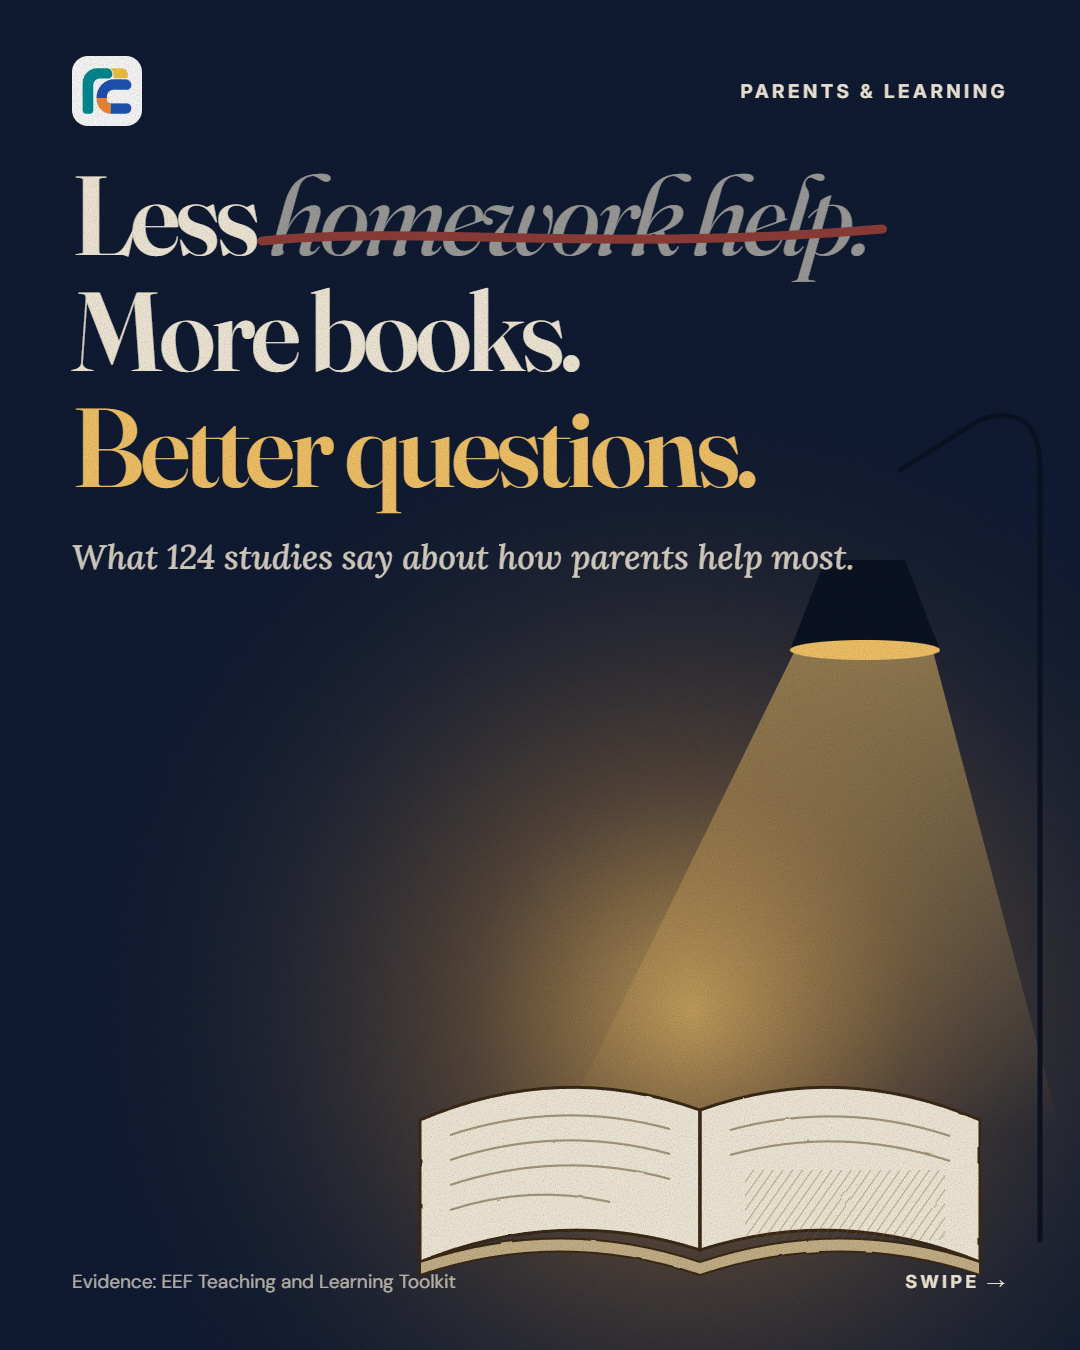 PARENTS & LEARNING
Less homework help.
More books.
Better questions.
What 124 studies say about how parents help most.
Evidence: EEF Teaching and Learning Toolkit
SWIPE →